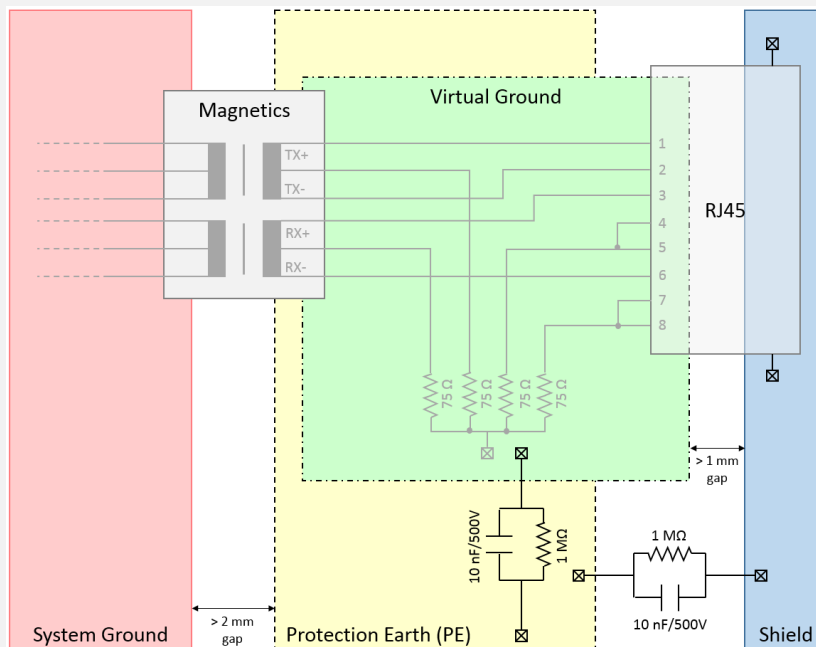 Magnetics
Virtual Ground
TX+
TX-
RX+
RX-
1
2
3
4
5
6
7
8
RJ45
75 Ω
75 Ω
75 Ω
75 Ω
> 1 mm
gap
10 nF/500V
1 MΩ
1 MΩ
10 nF/500V
> 2 mm
gap
System Ground
Protection Earth (PE)
Shield